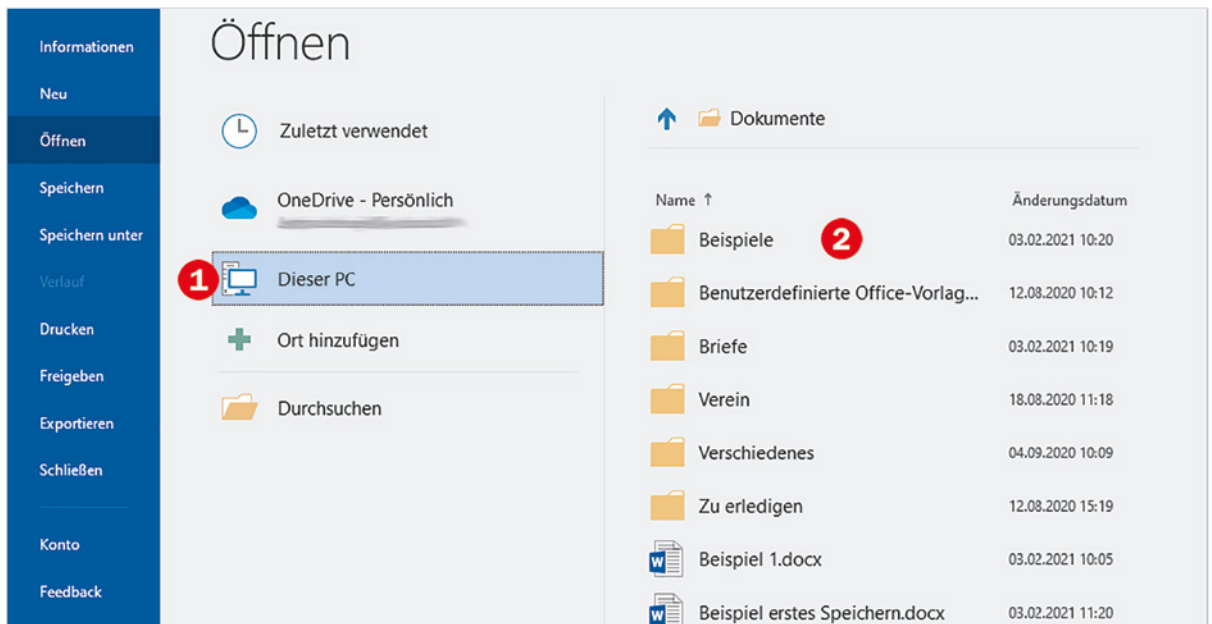 Öffnen
Informationen
Neu
Öffnen
Speichern
Speichern unter
Verlauf
Drucken
Freigeben
Exportieren
Schließen
Konto
Feedback
Zuletzt verwendet
OneDrive - Persönlich
1 Dieser PC
Ort hinzufügen
Durchsuchen
Dokumente
Name ↑ Änderungsdatum
Beispiele 2 03.02.2021 10:20
Benutzerdefinierte Office-Vorlag... 12.08.2020 10:12
Briefe 03.02.2021 10:19
Verein 18.08.2020 11:18
Verschiedenes 04.09.2020 10:09
Zu erledigen 12.08.2020 15:19
Beispiel 1.docx 03.02.2021 10:05
Beispiel erstes Speichern.docx 03.02.2021 11:20